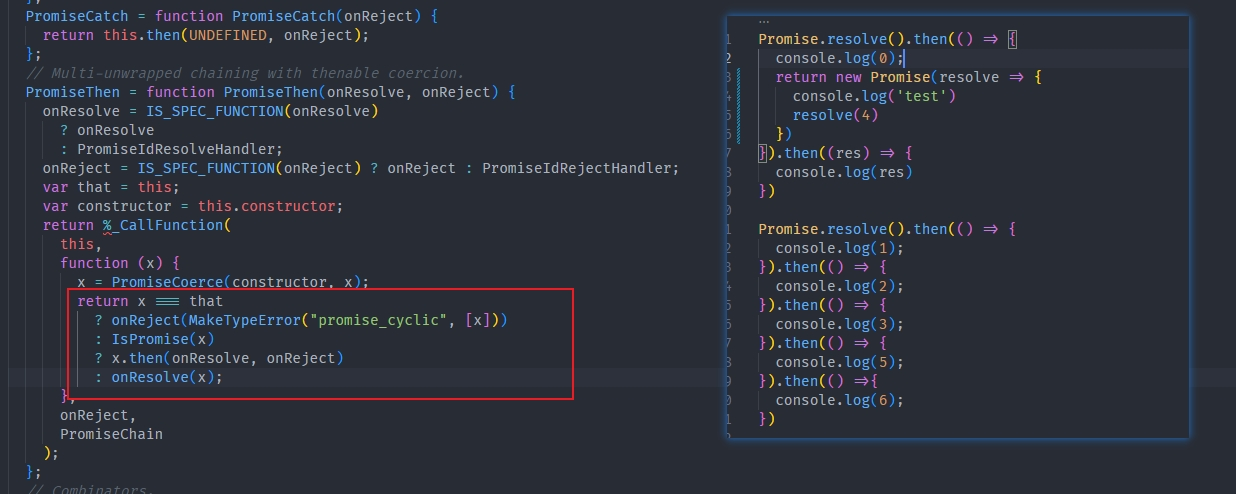 };
PromiseCatch = function PromiseCatch(onReject) {
return this.then(UNDEFINED, onReject);
};
// Multi-unwrapped chaining with thenable coercion.
PromiseThen = function PromiseThen(onResolve, onReject) {
onResolve = IS_SPEC_FUNCTION(onResolve)
? onResolve
: PromiseIdResolveHandler;
onReject = IS_SPEC_FUNCTION(onReject) ? onReject : PromiseIdRejectHandler;
var that = this;
var constructor = this.constructor;
return %_CallFunction(
this,
function (x) {
x = PromiseCoerce(constructor, x);
return x === that
? onReject(MakeTypeError("promise_cyclic", [x]))
: IsPromise(x)
? x.then(onResolve, onReject)
: onResolve(x);
},
onReject,
PromiseChain
);
};
// Combinators.
...
1 Promise.resolve().then(() => {
2 console.log(0);
3 return new Promise(resolve => {
4 console.log('test')
5 resolve(4)
6 })
7 }).then((res) => {
8 console.log(res)
9 })
0
1 Promise.resolve().then(() => {
2 console.log(1);
3 }).then(() => {
4 console.log(2);
5 }).then(() => {
6 console.log(3);
7 }).then(() => {
8 console.log(5);
9 }).then(() =>{
0 console.log(6);
1 })
2